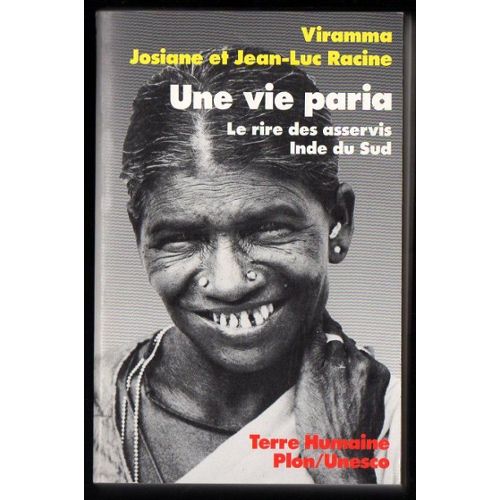 Viramma
Josiane et Jean-Luc Racine
Une vie paria
Le rire des asservis
Inde du Sud
Terre Humaine
Plon/Unesco